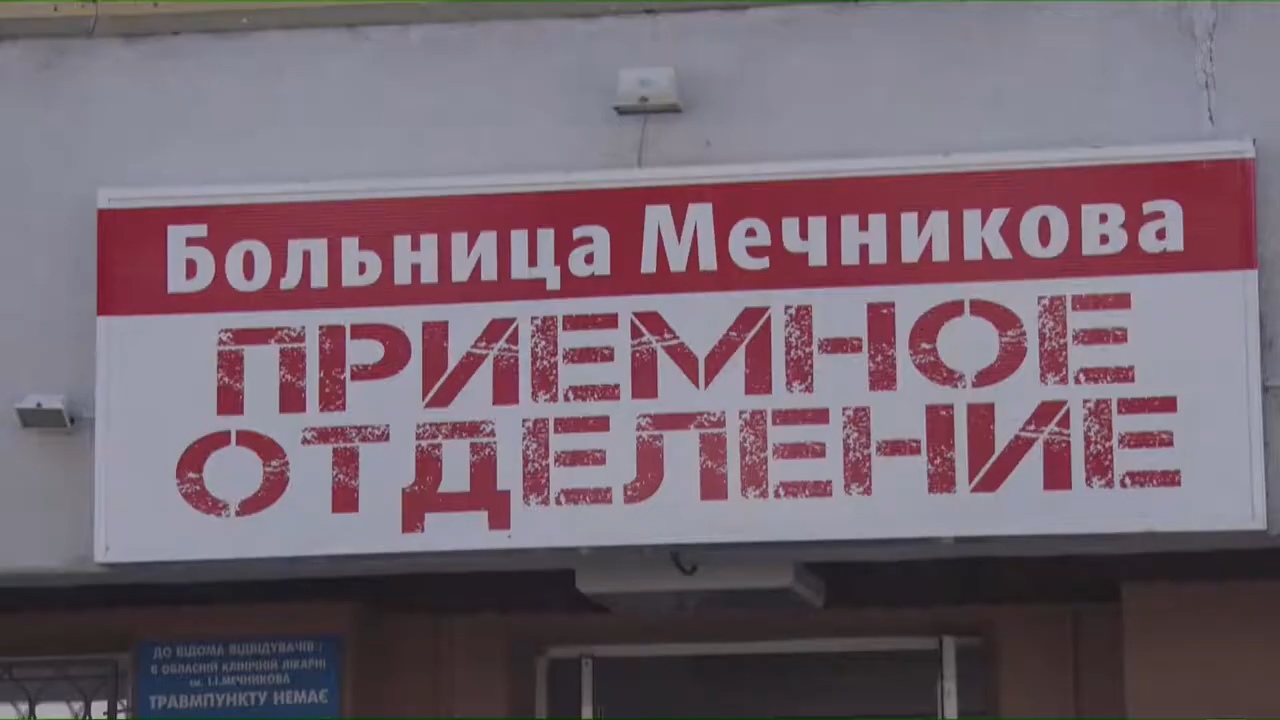 Больница Мечникова
ПРИЕМНОЕ
ОТДЕЛЕНИЕ
ДО ВІДОМА ВІДВІДУВАЧІВ !
В ОБЛАСНІЙ КЛІНІЧНІЙ ЛІКАРНІ
ім. І.І.МЕЧНИКОВА
ТРАВМПУНКТУ НЕМАЄ